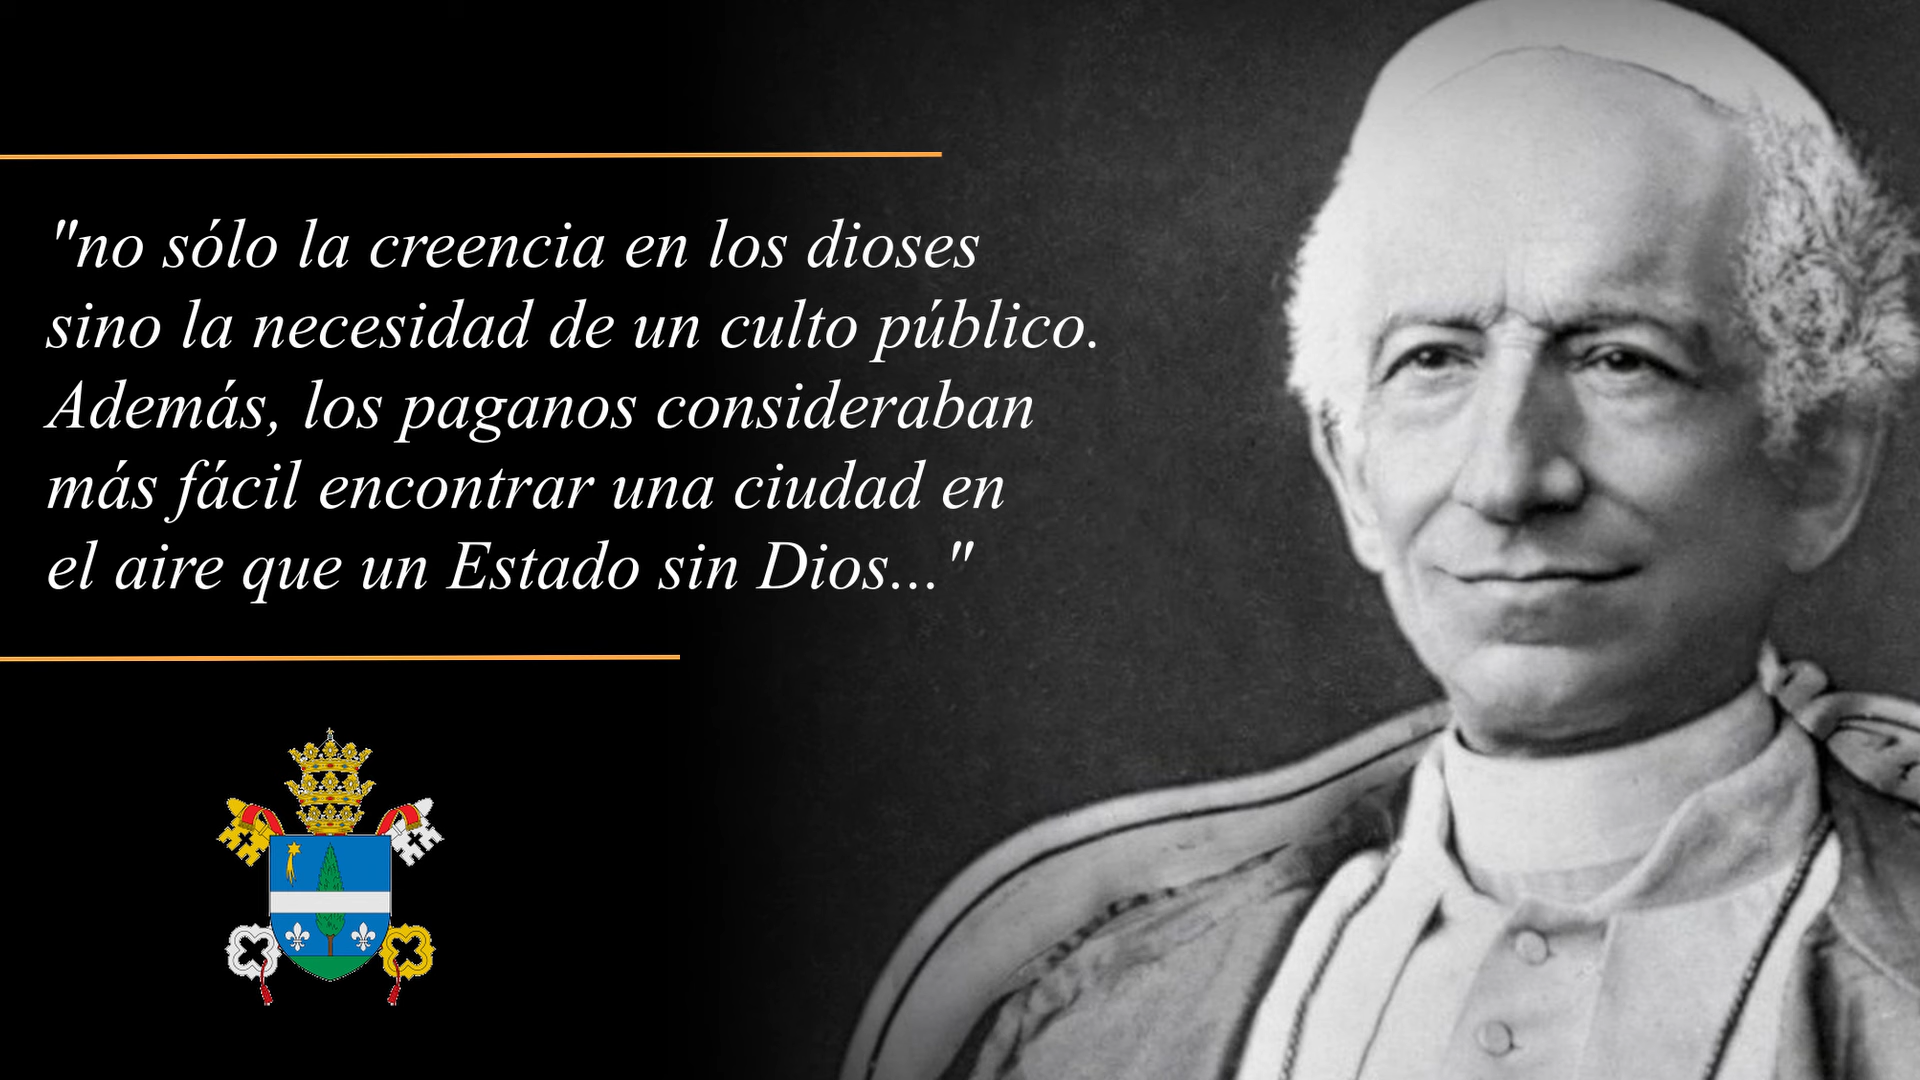 "no sólo la creencia en los dioses
sino la necesidad de un culto público.
Además, los paganos consideraban
más fácil encontrar una ciudad en
el aire que un Estado sin Dios..."